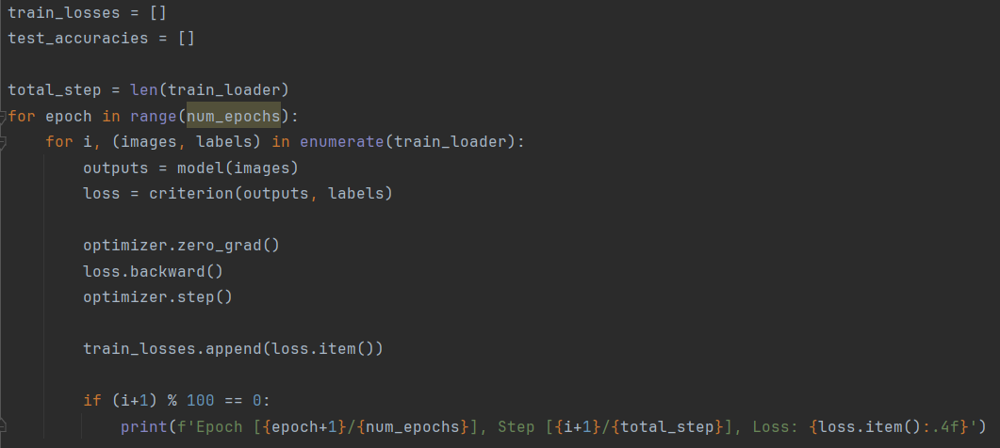 train_losses = []
test_accuracies = []
total_step = len(train_loader)
for epoch in range(num_epochs):
    for i, (images, labels) in enumerate(train_loader):
        outputs = model(images)
        loss = criterion(outputs, labels)
        optimizer.zero_grad()
        loss.backward()
        optimizer.step()
        train_losses.append(loss.item())
        if (i+1) % 100 == 0:
            print(f'Epoch [{epoch+1}/{num_epochs}], Step [{i+1}/{total_step}], Loss: {loss.item():.4f}')